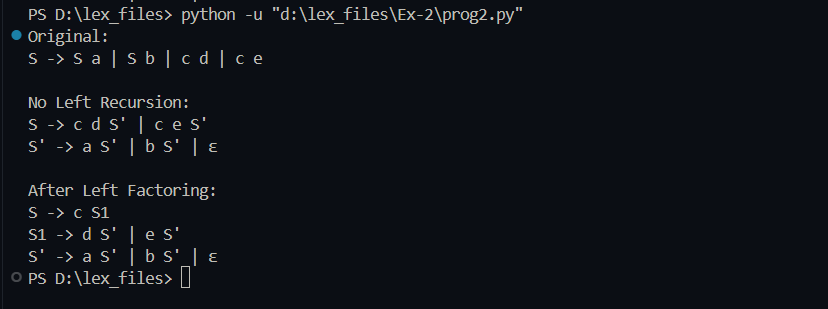 PS D:\lex_files> python -u "d:\lex_files\Ex-2\prog2.py"
Original:
S -> S a | S b | c d | c e
No Left Recursion:
S -> c d S' | c e S'
S' -> a S' | b S' | ε
After Left Factoring:
S -> c S1
S1 -> d S' | e S'
S' -> a S' | b S' | ε
PS D:\lex_files>